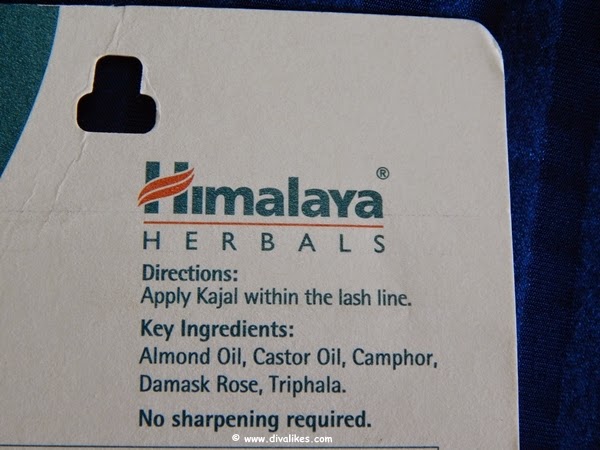 Himalaya®
HERBALS
Directions:
Apply Kajal within the lash line.
Key Ingredients:
Almond Oil, Castor Oil, Camphor,
Damask Rose, Triphala.
No sharpening required.
© www.divalikes.com